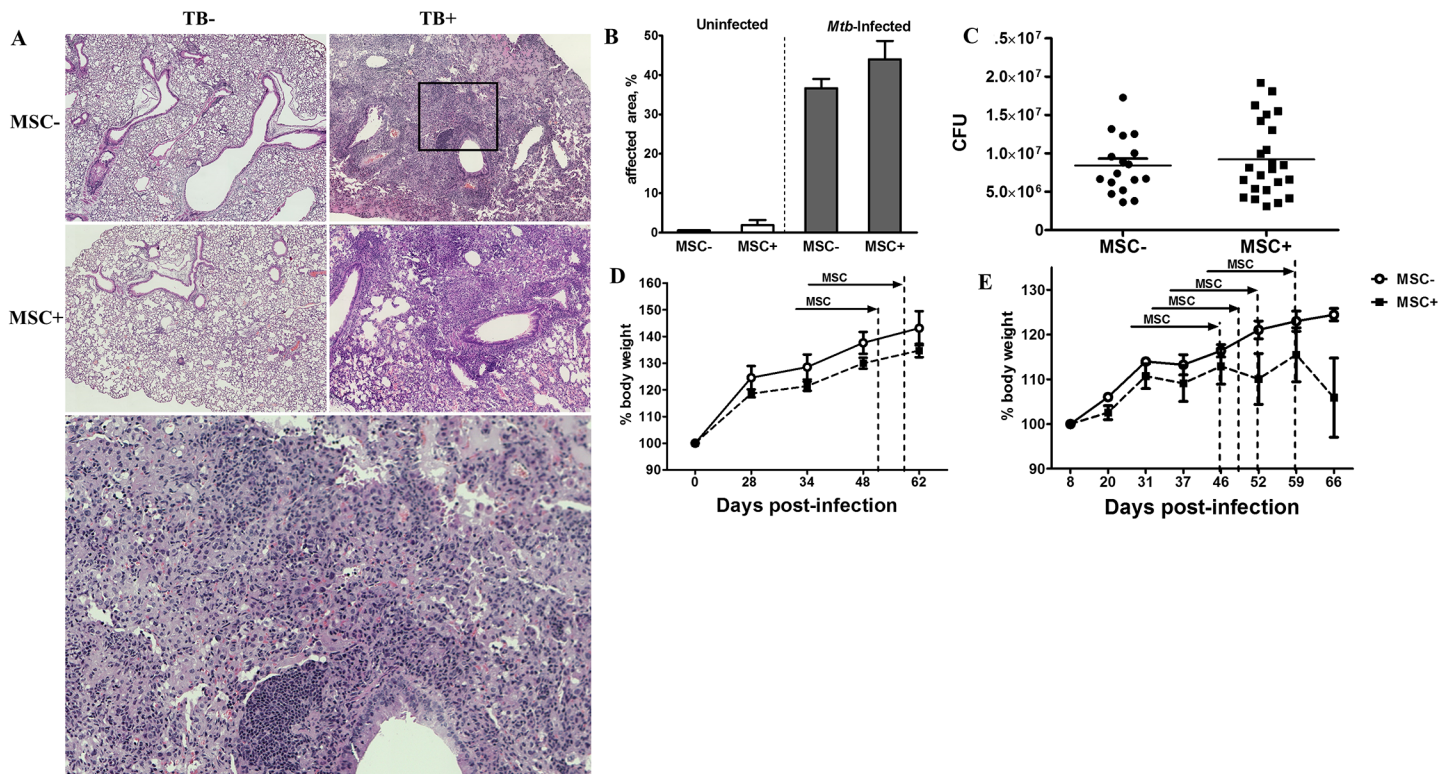 TB-
TB+
A
MSC-
MSC+
B
Uninfected
Mtb-Infected
affected area, %
50
40
30
20
10
0
MSC-
MSC+
MSC-
MSC+
C
CFU
.5×10⁷
2.0×10⁷
1.5×10⁷
1.0×10⁷
5.0×10⁶
0
MSC-
MSC+
D
MSC
MSC
% body weight
160
150
140
130
120
110
100
90
0
28
34
48
62
Days post-infection
E
MSC
MSC
MSC
MSC
MSC-
MSC+
% body weight
130
120
110
100
90
8
20
31
37
46
52
59
66
Days post-infection